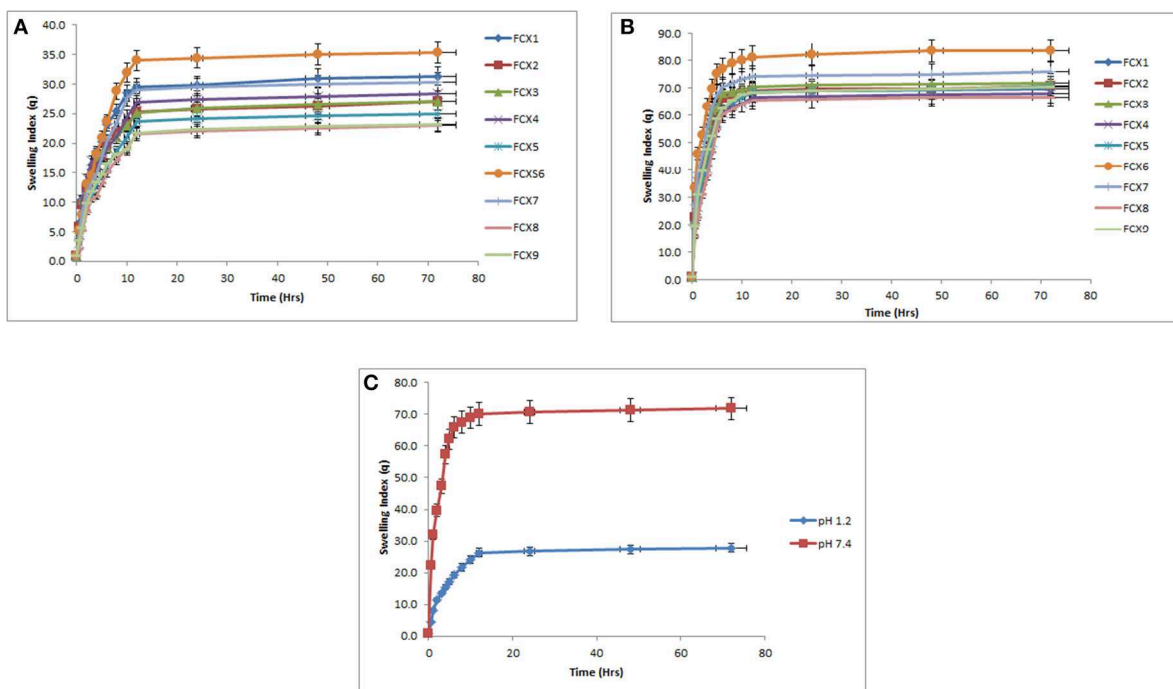 A
40.0
35.0
30.0
25.0
20.0
15.0
10.0
5.0
0.0
Swelling Index (q)
0 10 20 30 40 50 60 70 80
Time (Hrs)
FCX1
FCX2
FCX3
FCX4
FCX5
FCXS6
FCX7
FCX8
FCX9
B
90.0
80.0
70.0
60.0
50.0
40.0
30.0
20.0
10.0
0.0
Swelling Index (q)
0 10 20 30 40 50 60 70 80
Time (Hrs)
FCX1
FCX2
FCX3
FCX4
FCX5
FCX6
FCX7
FCX8
FCX9
C
80.0
70.0
60.0
50.0
40.0
30.0
20.0
10.0
0.0
Swelling Index (q)
0 20 40 60 80
Time (Hrs)
pH 1.2
pH 7.4